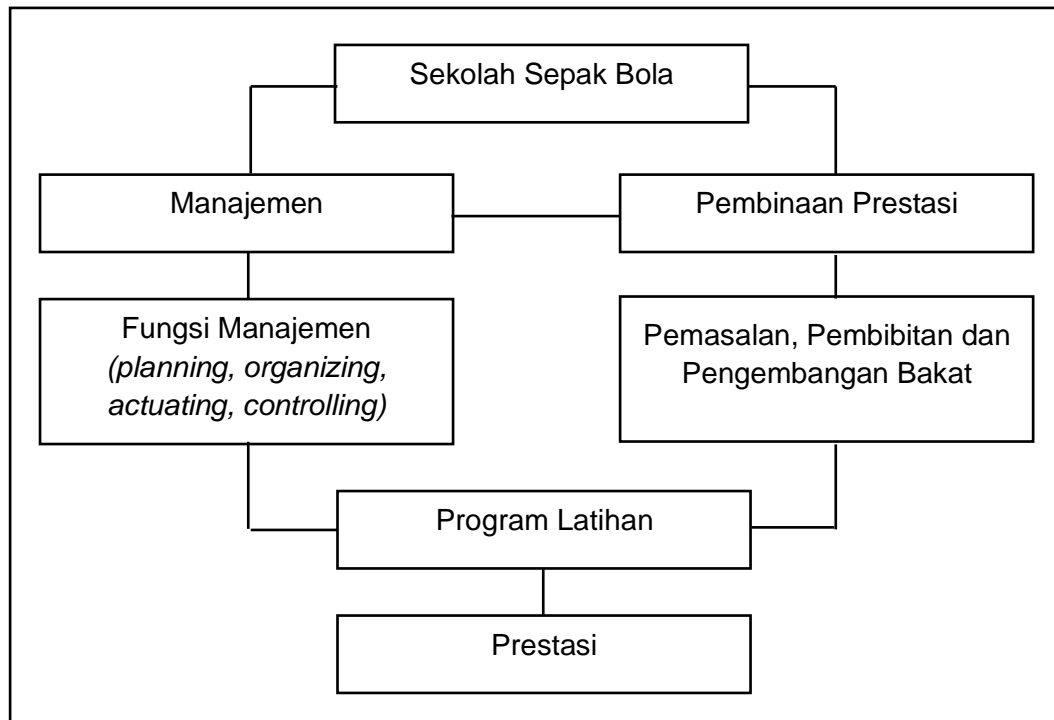 Sekolah Sepak Bola
Manajemen
Pembinaan Prestasi
Fungsi Manajemen
(planning, organizing,
actuating, controlling)
Pemasalan, Pembibitan dan
Pengembangan Bakat
Program Latihan
Prestasi